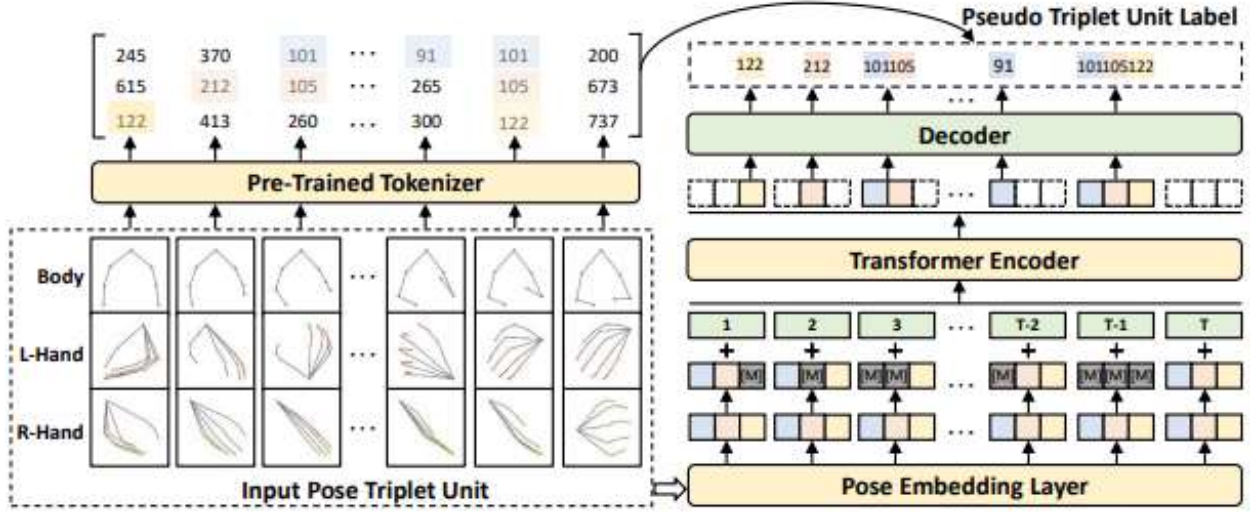 Pseudo Triplet Unit Label
245 370 101 ... 91 101 200
615 212 105 ... 265 105 673
122 413 260 ... 300 122 737
122 212 101105 91 101105122
...
Decoder
Pre-Trained Tokenizer
...
Body ...
Transformer Encoder
L-Hand
1 2 3 ... T-2 T-1 T
+ + + + + +
[M] [M] [M] [M] ... [M] [M] [M] [M]
R-Hand ...
...
Input Pose Triplet Unit
Pose Embedding Layer